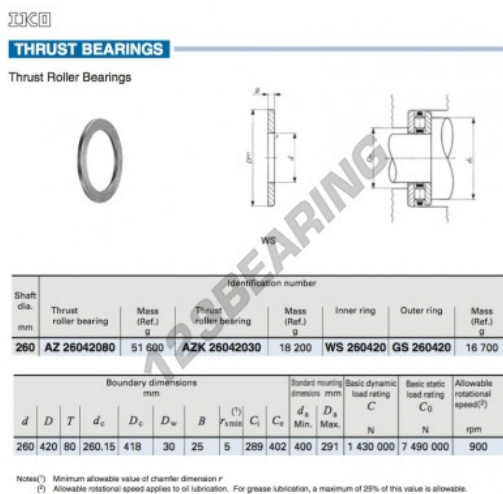 IKO
THRUST BEARINGS
Thrust Roller Bearings
B
r
D
d
Da
da
WS
123BEARING
Identification number
Shaft dia. mm Thrust roller bearing Mass (Ref.) g Thrust roller bearing Mass (Ref.) g Inner ring Outer ring Mass (Ref.) g
260 AZ 26042080 51 600 AZK 26042030 18 200 WS 260420 GS 260420 16 700
Boundary dimensions mm Standard mounting dimensions mm Basic dynamic load rating C N Basic static load rating C0 N Allowable rotational speed(2) rpm
d D T dc Dc Dw B rs min(1) Ci Ce da Min. Da Max.
260 420 80 260.15 418 30 25 5 289 402 400 291 1 430 000 7 490 000 900
Notes(1) Minimum allowable value of chamfer dimension r
(2) Allowable rotational speed applies to oil lubrication. For grease lubrication, a maximum of 25% of this value is allowable.